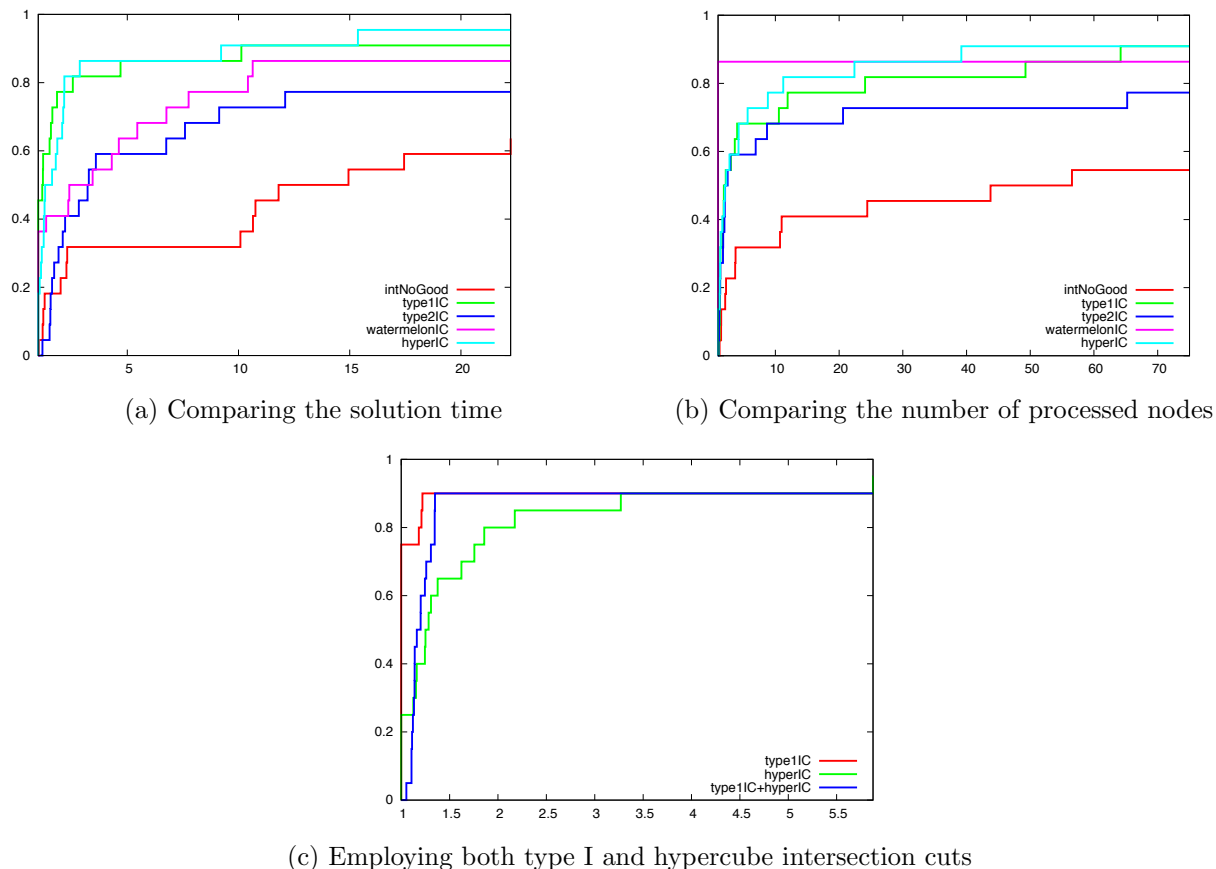 1
0.8
0.6
0.4
0.2
0
5
10
15
20
intNoGood
type1IC
type2IC
watermelonIC
hyperIC
(a) Comparing the solution time
1
0.8
0.6
0.4
0.2
0
10
20
30
40
50
60
70
intNoGood
type1IC
type2IC
watermelonIC
hyperIC
(b) Comparing the number of processed nodes
1
0.8
0.6
0.4
0.2
0
1
1.5
2
2.5
3
3.5
4
4.5
5
5.5
type1IC
hyperIC
type1IC+hyperIC
(c) Employing both type I and hypercube intersection cuts